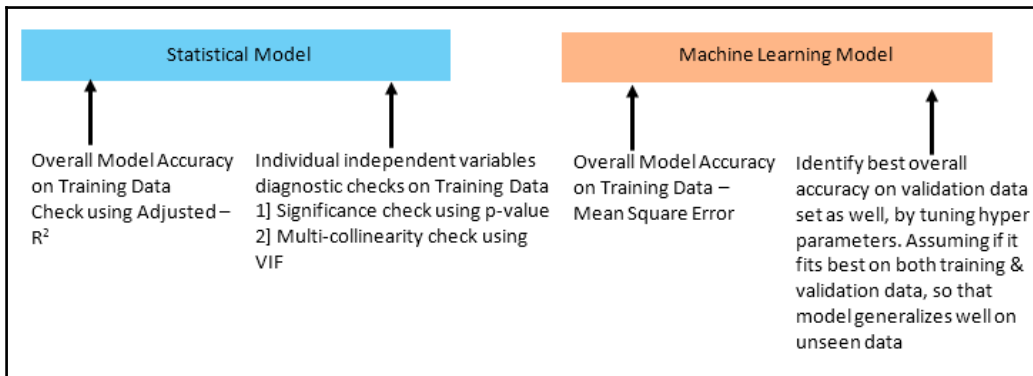 Statistical Model
Overall Model Accuracy
on Training Data
Check using Adjusted –
R²
Individual independent variables
diagnostic checks on Training Data
1] Significance check using p-value
2] Multi-collinearity check using
VIF
Machine Learning Model
Overall Model Accuracy
on Training Data –
Mean Square Error
Identify best overall
accuracy on validation data
set as well, by tuning hyper
parameters. Assuming if it
fits best on both training &
validation data, so that
model generalizes well on
unseen data